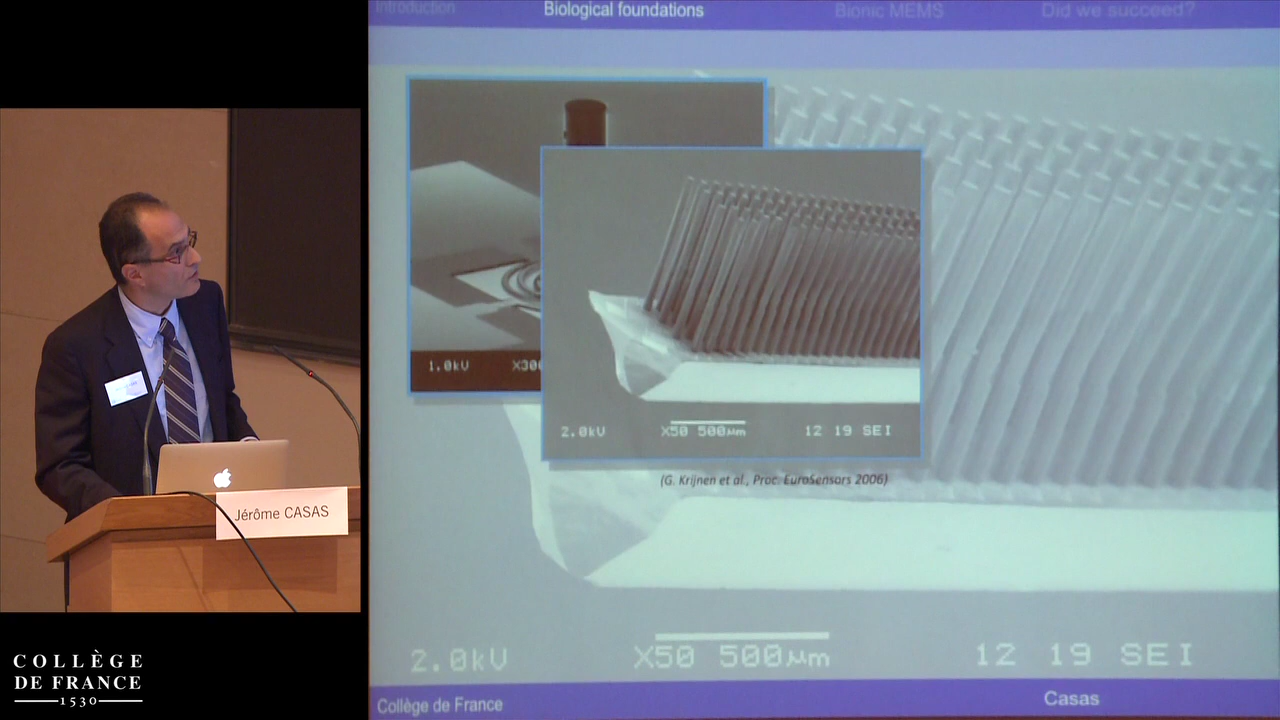 Introduction
Biological foundations
Bionic MEMS
Did we succeed?
1.0kV X300
2.0kV X50 500µm 12 19 SEI
(G. Krijnen et al., Proc. EuroSensors 2006)
2.0kV X50 500µm 12 19 SEI
Collège de France
Casas
Jérôme CASAS
COLLÈGE
DE FRANCE
1530